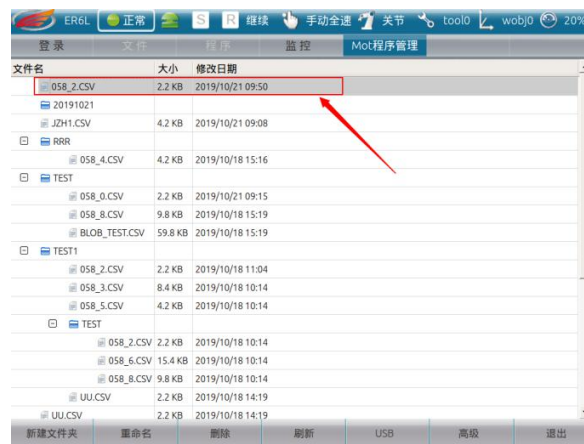 ER6L 正常 S R 继续 手动全速 关节 tool0 wobj0 20%
登录 文件 程序 监控 Mot程序管理
文件名 大小 修改日期
058_2.CSV 2.2 KB 2019/10/21 09:50
20191021
JZH1.CSV 4.2 KB 2019/10/21 09:08
RRR
058_4.CSV 4.2 KB 2019/10/18 15:16
TEST
058_0.CSV 2.2 KB 2019/10/21 09:15
058_8.CSV 9.8 KB 2019/10/18 15:19
BLOB_TEST.CSV 59.8 KB 2019/10/18 15:19
TEST1
058_2.CSV 2.2 KB 2019/10/18 11:04
058_3.CSV 8.4 KB 2019/10/18 10:14
058_5.CSV 4.2 KB 2019/10/18 10:14
TEST
058_2.CSV 2.2 KB 2019/10/18 10:14
058_6.CSV 15.4 KB 2019/10/18 10:14
058_8.CSV 9.8 KB 2019/10/18 10:14
UU.CSV 2.2 KB 2019/10/18 14:19
UU.CSV 2.2 KB 2019/10/18 14:19
新建文件夹 重命名 删除 刷新 USB 高级 退出